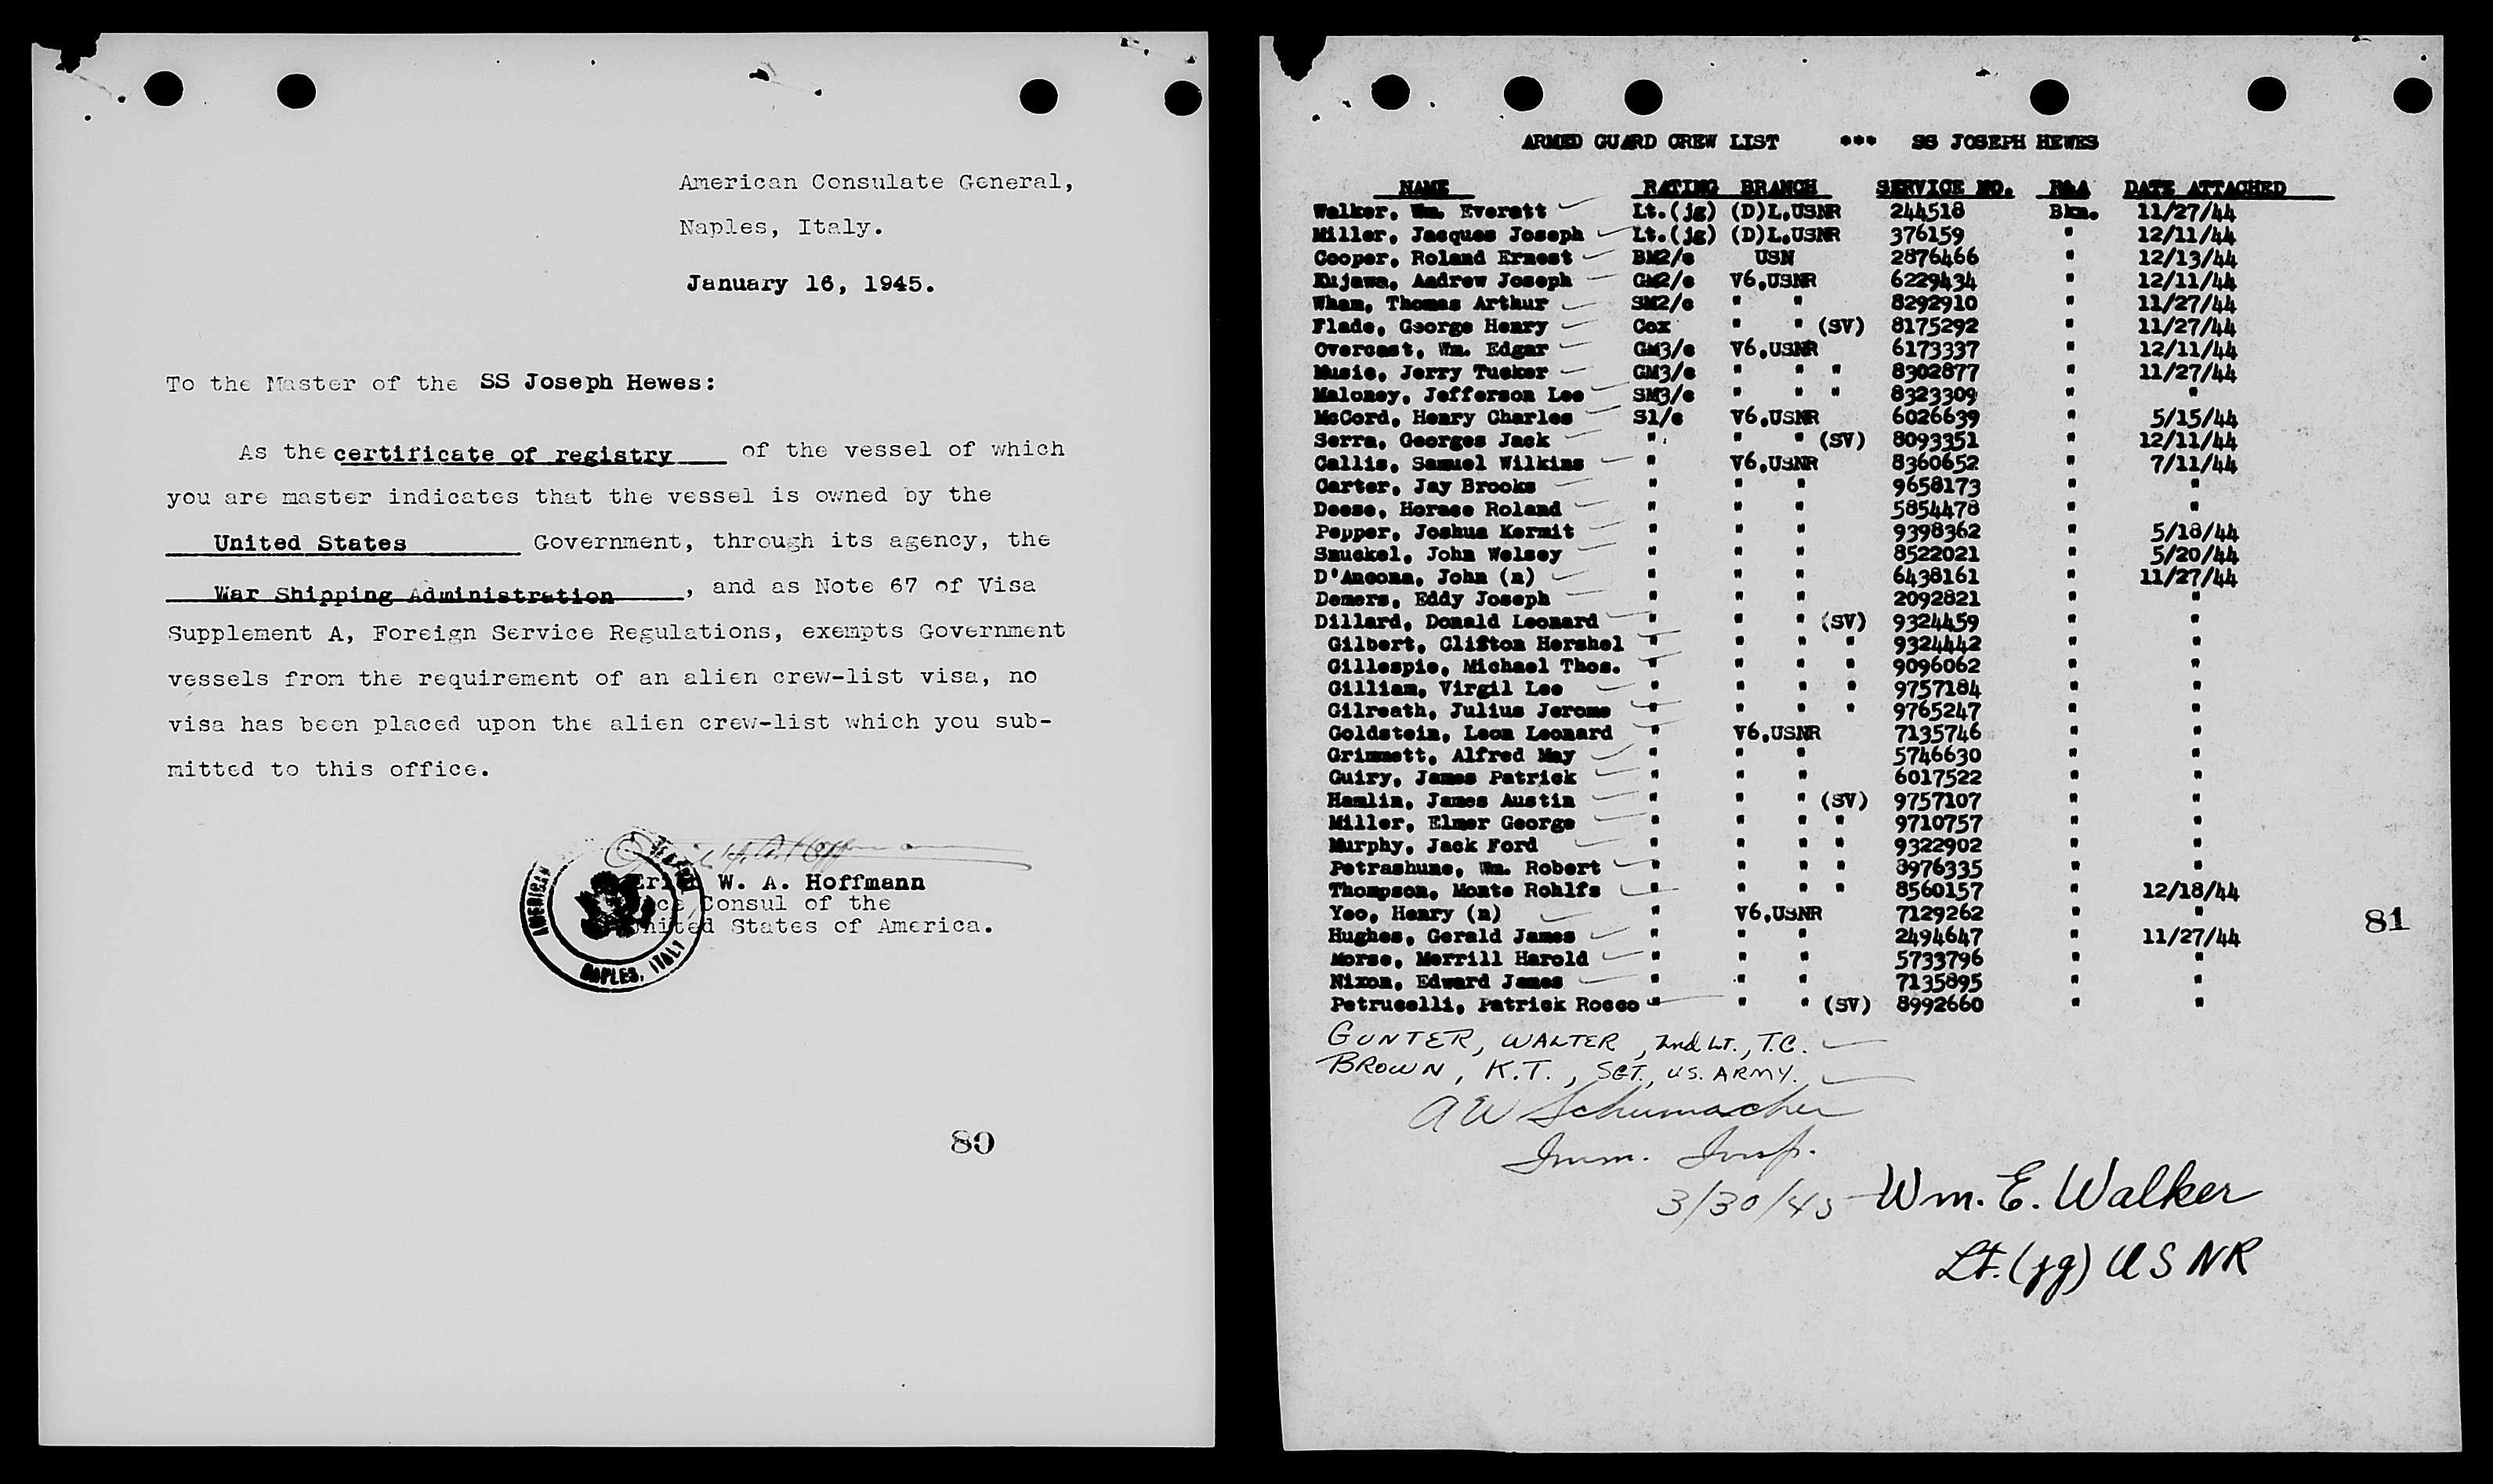 American Consulate General,
Naples, Italy.
January 16, 1945.
To the Master of the SS Joseph Hewes:
As the certificate of registry of the vessel of which
you are master indicates that the vessel is owned by the
United States Government, through its agency, the
War Shipping Administration, and as Note 67 of Visa
Supplement A, Foreign Service Regulations, exempts Government
vessels from the requirement of an alien crew-list visa, no
visa has been placed upon the alien crew-list which you sub-
mitted to this office.
W. A. Hoffmann
Consul of the
United States of America.
AMERICAN
NAPLES, ITALY
80
ARMED GUARD CREW LIST *** SS JOSEPH HEWES
NAME RATING BRANCH SERVICE NO. R&A DATE ATTACHED
Walker, Wm. Everett Lt.(jg) (D)L,USNR 244518 Bkn. 11/27/44
Miller, Jacques Joseph Lt.(jg) (D)L,USNR 376159 " 12/11/44
Cooper, Roland Ernest BM2/c USN 2876466 " 12/13/44
Kujawa, Andrew Joseph GM2/c V6,USNR 6229434 " 12/11/44
Wham, Thomas Arthur SM2/c " " 8292910 " 11/27/44
Flade, George Henry Cox " " (SV) 8175292 " 11/27/44
Overcast, Wm. Edgar GM3/c V6,USNR 6173337 " 12/11/44
Musie, Jerry Tucker GM3/c " " " 8302877 " 11/27/44
Maloney, Jefferson Lee SM3/c " " " 8323309 " "
McCord, Henry Charles S1/c V6,USNR 6026639 " 5/15/44
Serra, Georges Jack " " " (SV) 8093351 " 12/11/44
Callis, Samuel Wilkins " V6,USNR 8360652 " 7/11/44
Carter, Jay Brooks " " " 9658173 " "
Deese, Horace Roland " " " 5854478 " "
Pepper, Joshua Kermit " " " 9398362 " 5/18/44
Smuckel, John Welsey " " " 8522021 " 5/20/44
D'Ancona, John (n) " " " 6438161 " 11/27/44
Demers, Eddy Joseph " " " 2092821 " "
Dillard, Donald Leonard " " " (SV) 9324459 " "
Gilbert, Clifton Hershel " " " " 9324442 " "
Gillespie, Michael Thos. " " " " 9096062 " "
Gilliam, Virgil Lee " " " " 9757184 " "
Gilreath, Julius Jerome " " " " 9765247 " "
Goldstein, Leon Leonard " V6,USNR 7135746 " "
Grimmett, Alfred May " " " 5746630 " "
Guiry, James Patrick " " " 6017522 " "
Hamlin, James Austin " " " (SV) 9757107 " "
Miller, Elmer George " " " " 9710757 " "
Murphy, Jack Ford " " " " 9322902 " "
Petrashune, Wm. Robert " " " " 8976335 " "
Thompson, Monte Rohlfs " " " " 8560157 " 12/18/44
Yeo, Henry (n) " V6,USNR 7129262 " "
Hughes, Gerald James " " " 2494647 " 11/27/44
Morse, Merrill Harold " " " 5733796 " "
Nixon, Edward James " " " 7135895 " "
Petrucelli, Patrick Rocco " " " (SV) 8992660 " "
GUNTER, WALTER, 2nd LT., T.C.
BROWN, K.T., SGT., US. ARMY.
A W Schumacher
Imm. Insp.
3/30/45
Wm. E. Walker
Lt. (jg) USNR
81